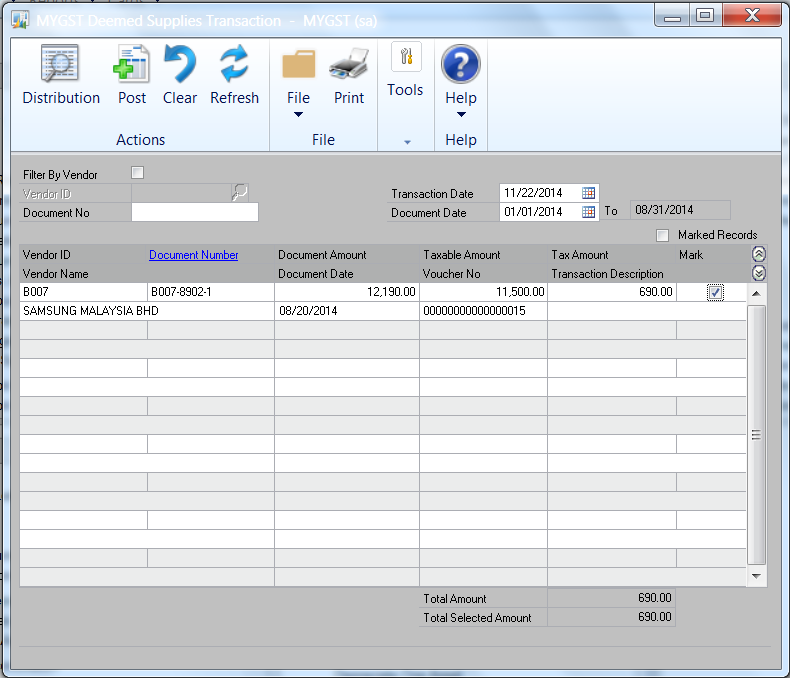 MYGST Deemed Supplies Transaction - MYGST (sa)
Distribution Post Clear Refresh File Print Tools Help
Actions File Help
Filter By Vendor
Vendor ID
Document No
Transaction Date 11/22/2014
Document Date 01/01/2014 To 08/31/2014
Marked Records
Vendor ID Document Number Document Amount Taxable Amount Tax Amount Mark
Vendor Name Document Date Voucher No Transaction Description
B007 B007-8902-1 12,190.00 11,500.00 690.00
SAMSUNG MALAYSIA BHD 08/20/2014 00000000000000015
Total Amount 690.00
Total Selected Amount 690.00